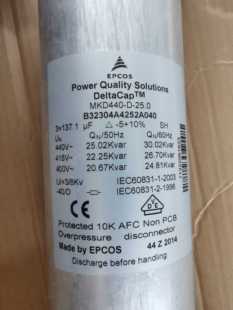 EPCOS
Power Quality Solutions
DeltaCap™
MKD440-D-25.0
B32304A4252A040
3x137.1 µF △ -5+10% SH
Uₙ Qₙ/50Hz Qₙ/60Hz
440V~ 25.02Kvar 30.02Kvar
415V~ 22.25Kvar 26.70Kvar
400V~ 20.67Kvar 24.81Kvar
Ui=3/8Kv IEC60831-1-2003
-40/D IEC60831-2-1996
Protected 10K AFC Non PCB
Overpressure disconnector
Made by EPCOS 44 Z 2014
Discharge before handling